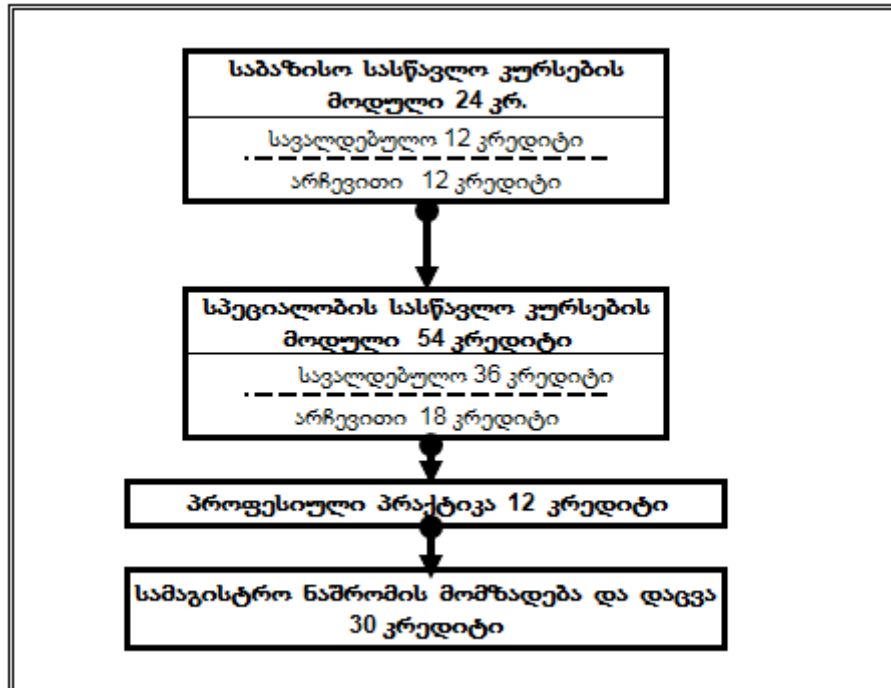 საბაზისო სასწავლო კურსების
მოდული 24 კრ.
სავალდებულო 12 კრედიტი
არჩევითი 12 კრედიტი
სპეციალობის სასწავლო კურსების
მოდული 54 კრედიტი
სავალდებულო 36 კრედიტი
არჩევითი 18 კრედიტი
პროფესიული პრაქტიკა 12 კრედიტი
სამაგისტრო ნაშრომის მომზადება და დაცვა
30 კრედიტი